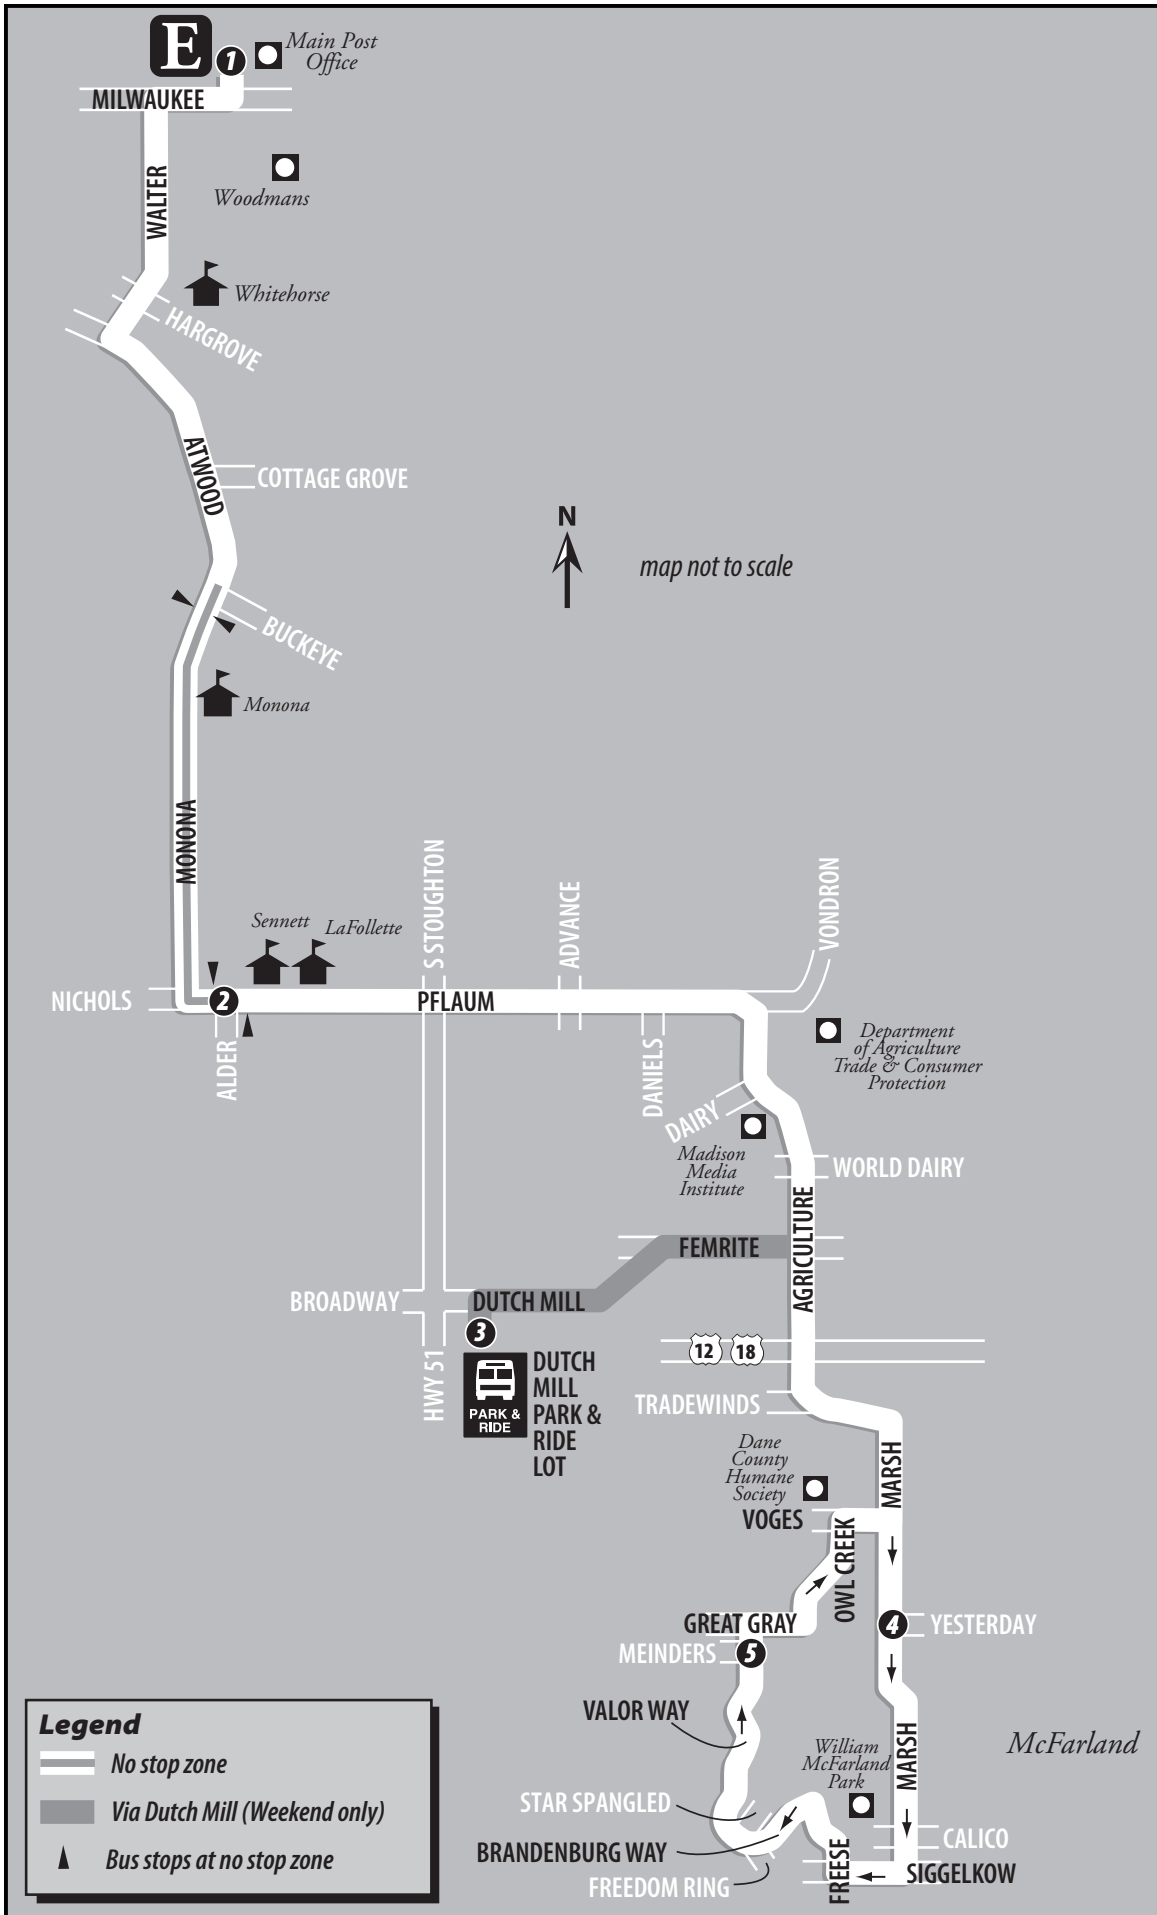 E
1
Main Post
Office
MILWAUKEE
WALTER
Woodmans
Whitehorse
HARGROVE
ATWOOD
COTTAGE GROVE
N
map not to scale
BUCKEYE
Monona
MONONA
S STOUGHTON
ADVANCE
VONDRON
Sennett
LaFollette
NICHOLS
2
PFLAUM
ALDER
DANIELS
Department
of Agriculture
Trade & Consumer
Protection
DAIRY
Madison
Media
Institute
WORLD DAIRY
AGRICULTURE
FEMRITE
BROADWAY
DUTCH MILL
3
HWY 51
PARK &
RIDE
DUTCH
MILL
PARK &
RIDE
LOT
12
18
TRADEWINDS
MARSH
Dane
County
Humane
Society
VOGES
OWL CREEK
GREAT GRAY
4
YESTERDAY
MEINDERS
5
VALOR WAY
MARSH
McFarland
William
McFarland
Park
STAR SPANGLED
CALICO
BRANDENBURG WAY
FREESE
SIGGELKOW
FREEDOM RING
Legend
No stop zone
Via Dutch Mill (Weekend only)
Bus stops at no stop zone